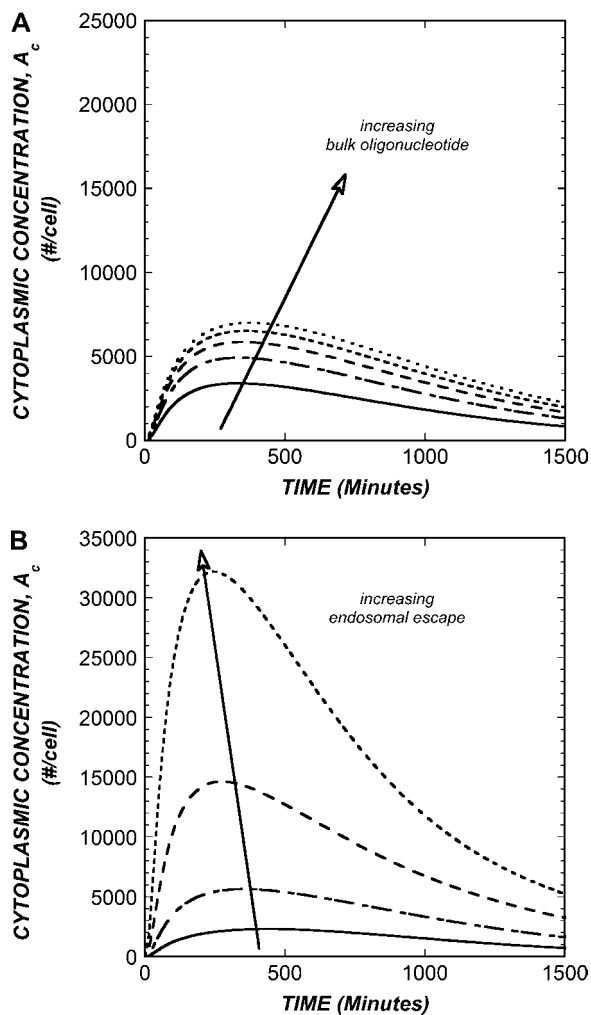 A
CYTOPLASMIC CONCENTRATION, Ac
(#/cell)
25000
20000
15000
10000
5000
0
increasing
bulk oligonucleotide
0 500 1000 1500
TIME (Minutes)
B
CYTOPLASMIC CONCENTRATION, Ac
(#/cell)
35000
30000
25000
20000
15000
10000
5000
0
increasing
endosomal escape
0 500 1000 1500
TIME (Minutes)